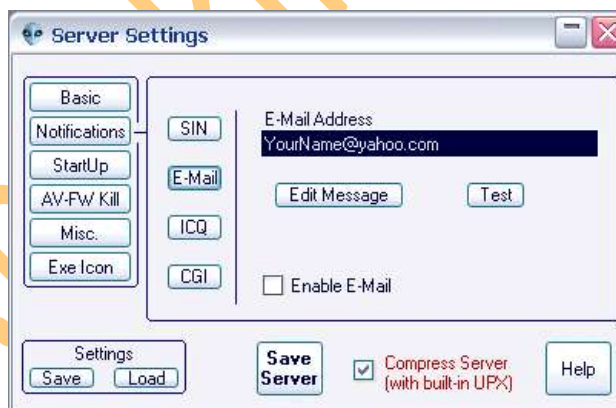 Server Settings
Basic
Notifications
StartUp
AV-FW Kill
Misc.
Exe Icon
SIN
E-Mail
ICQ
CGI
E-Mail Address
YourName@yahoo.com
Edit Message
Test
Enable E-Mail
Settings
Save
Load
Save
Server
Compress Server
(with built-in UPX)
Help